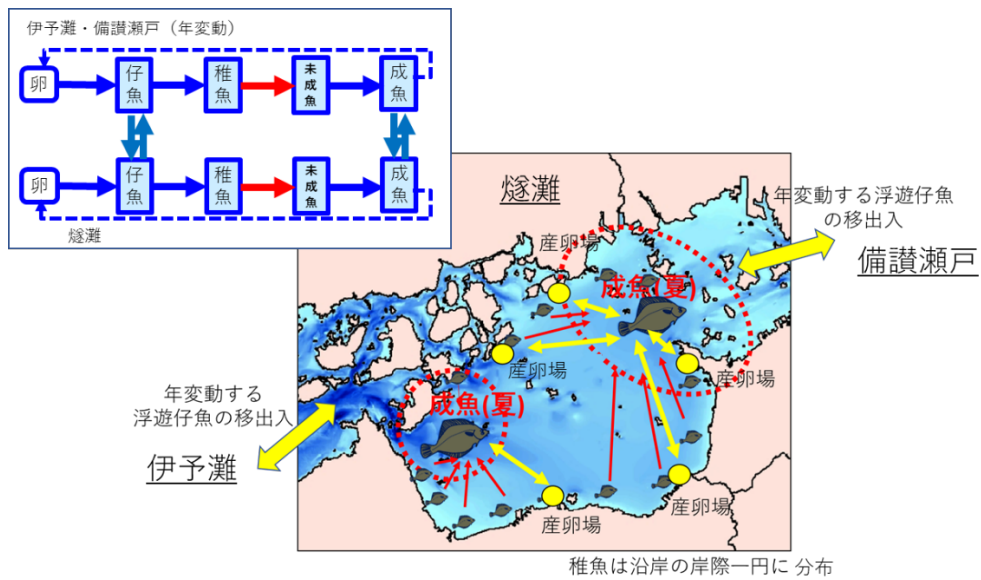 伊予灘・備讃瀬戸（年変動）
卵
仔魚
稚魚
未成魚
成魚
卵
仔魚
稚魚
未成魚
成魚
燧灘
燧灘
年変動する浮遊仔魚
の移出入
備讃瀬戸
産卵場
成魚(夏)
産卵場
産卵場
年変動する
浮遊仔魚の移出入
伊予灘
成魚(夏)
産卵場
産卵場
稚魚は沿岸の岸際一円に 分布